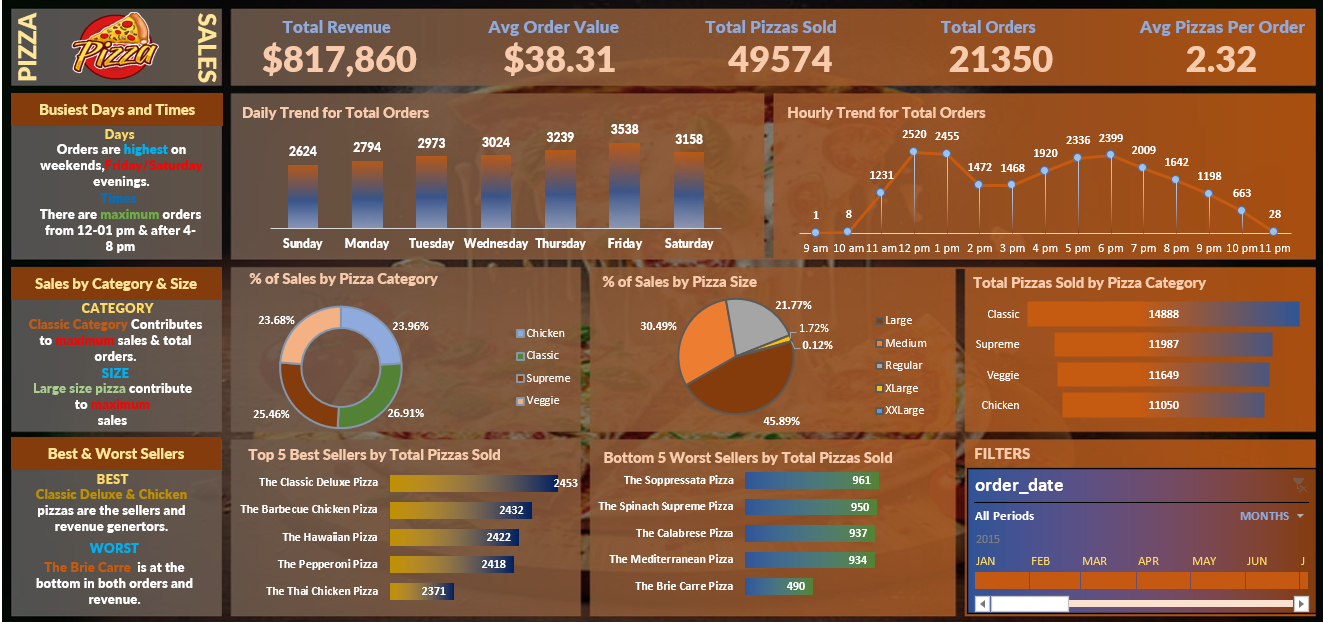 PIZZA
Pizza
SALES
Total Revenue
$817,860
Avg Order Value
$38.31
Total Pizzas Sold
49574
Total Orders
21350
Avg Pizzas Per Order
2.32
Busiest Days and Times
Days
Orders are highest on
weekends,Friday/Saturday
evenings.
Times
There are maximum orders
from 12-01 pm & after 4-
8 pm
Daily Trend for Total Orders
2624 2794 2973 3024 3239 3538 3158
Sunday Monday Tuesday Wednesday Thursday Friday Saturday
Hourly Trend for Total Orders
1 8 1231 2520 2455 1472 1468 1920 2336 2399 2009 1642 1198 663 28
9 am 10 am 11 am 12 pm 1 pm 2 pm 3 pm 4 pm 5 pm 6 pm 7 pm 8 pm 9 pm 10 pm 11 pm
Sales by Category & Size
CATEGORY
Classic Category Contributes
to maximum sales & total
orders.
SIZE
Large size pizza contribute
to maximum
sales
% of Sales by Pizza Category
23.68%
23.96%
25.46%
26.91%
Chicken
Classic
Supreme
Veggie
% of Sales by Pizza Size
21.77%
30.49%
1.72%
0.12%
45.89%
Large
Medium
Regular
XLarge
XXLarge
Total Pizzas Sold by Pizza Category
Classic 14888
Supreme 11987
Veggie 11649
Chicken 11050
Best & Worst Sellers
BEST
Classic Deluxe & Chicken
pizzas are the sellers and
revenue genertors.
WORST
The Brie Carre is at the
bottom in both orders and
revenue.
Top 5 Best Sellers by Total Pizzas Sold
The Classic Deluxe Pizza 2453
The Barbecue Chicken Pizza 2432
The Hawaiian Pizza 2422
The Pepperoni Pizza 2418
The Thai Chicken Pizza 2371
Bottom 5 Worst Sellers by Total Pizzas Sold
The Soppressata Pizza 961
The Spinach Supreme Pizza 950
The Calabrese Pizza 937
The Mediterranean Pizza 934
The Brie Carre Pizza 490
FILTERS
order_date
All Periods MONTHS
2015
JAN FEB MAR APR MAY JUN J